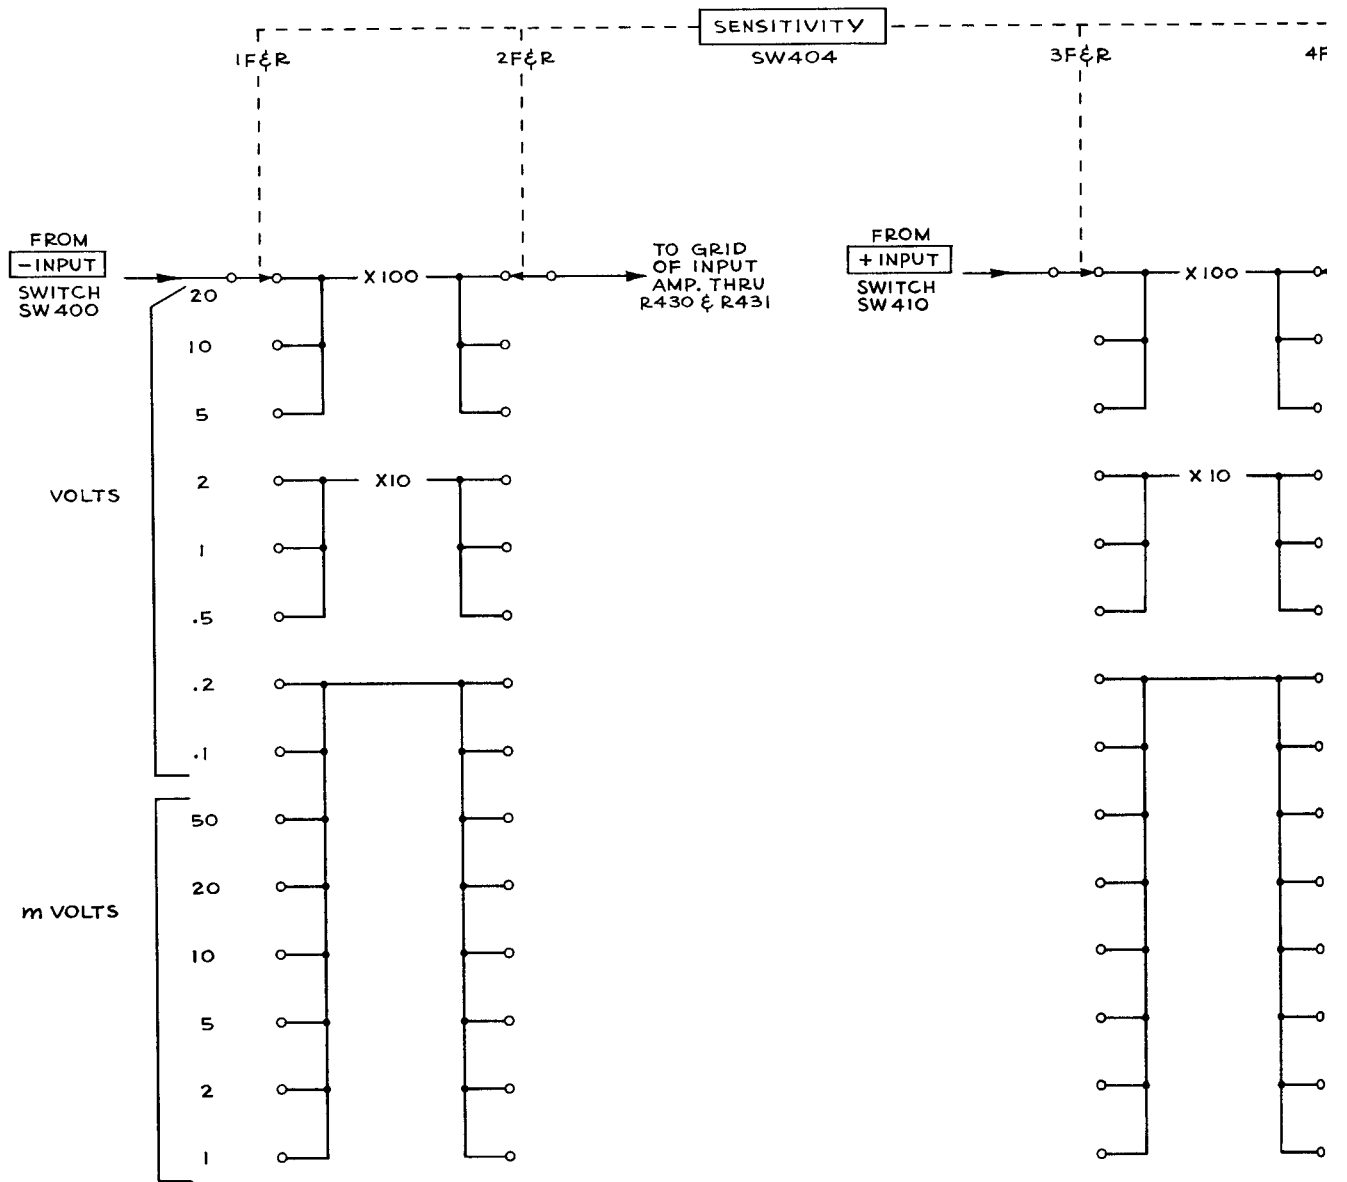 SENSITIVITY
SW404
1F&R
2F&R
3F&R
4F
FROM
-INPUT
SWITCH
SW400
X100
TO GRID
OF INPUT
AMP. THRU
R430 & R431
FROM
+ INPUT
SWITCH
SW410
X100
VOLTS
20
10
5
2
1
.5
.2
.1
X10
X 10
m VOLTS
50
20
10
5
2
1